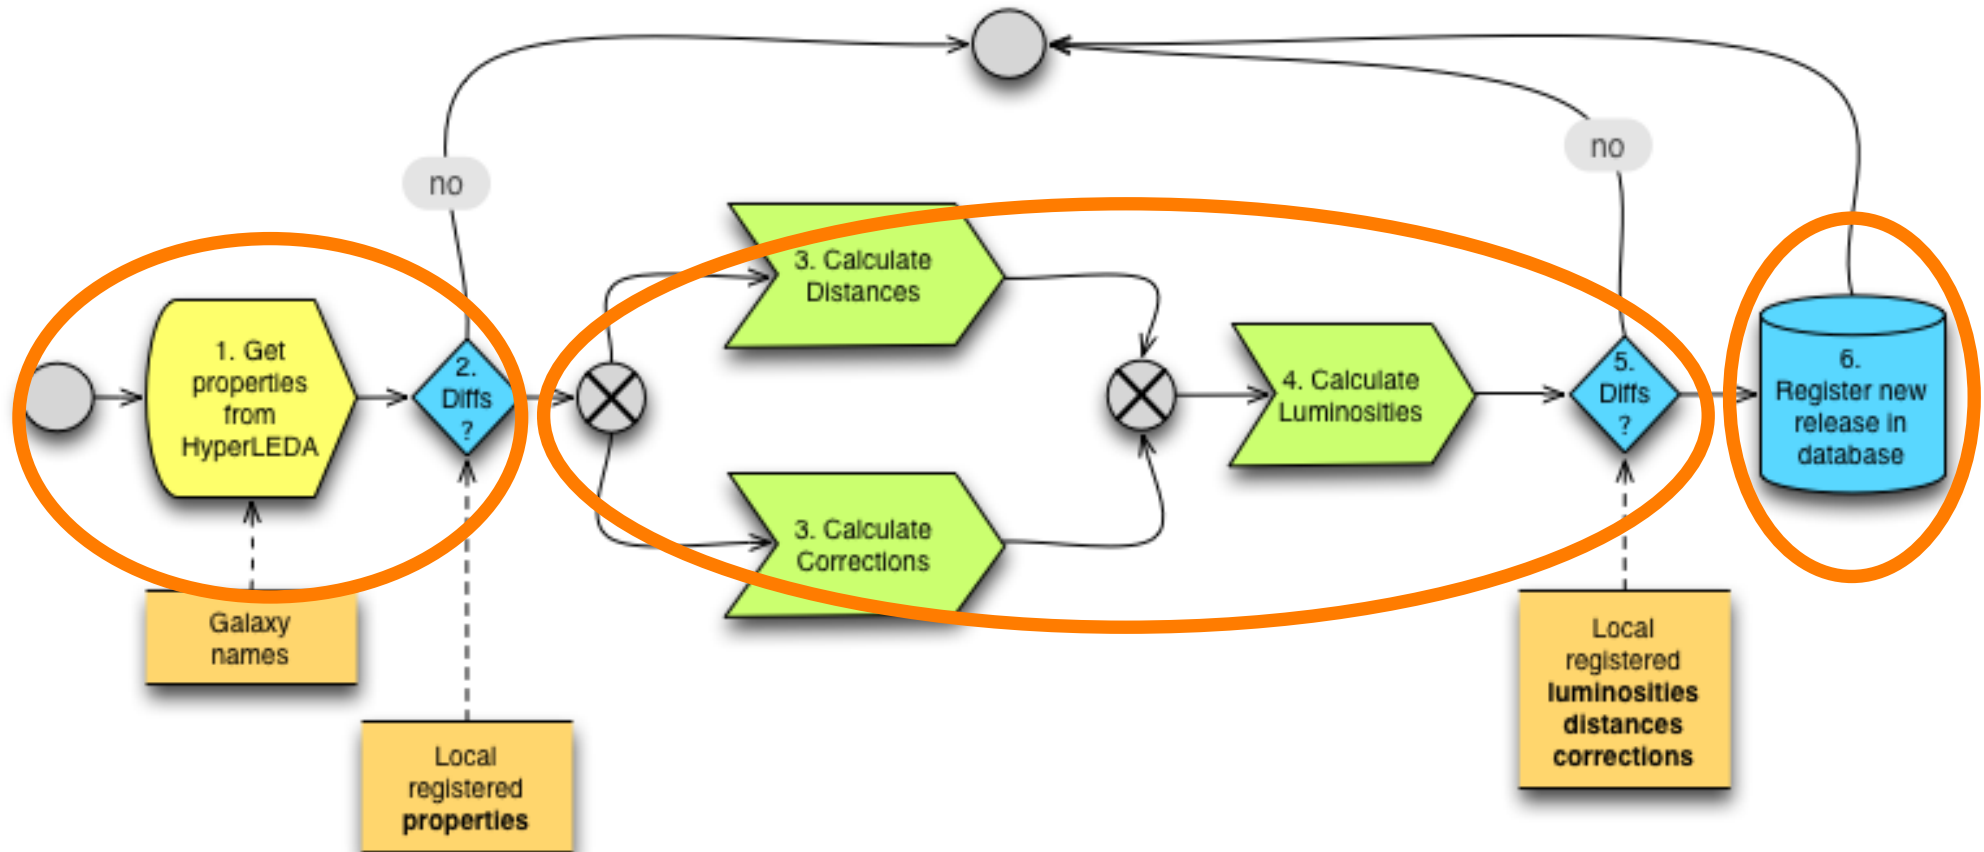 no
no
1. Get
properties
from
HyperLEDA
2.
Diffs
?
3. Calculate
Distances
3. Calculate
Corrections
4. Calculate
Luminosities
5.
Diffs
?
6.
Register new
release in
database
Galaxy
names
Local
registered
properties
Local
registered
luminosities
distances
corrections